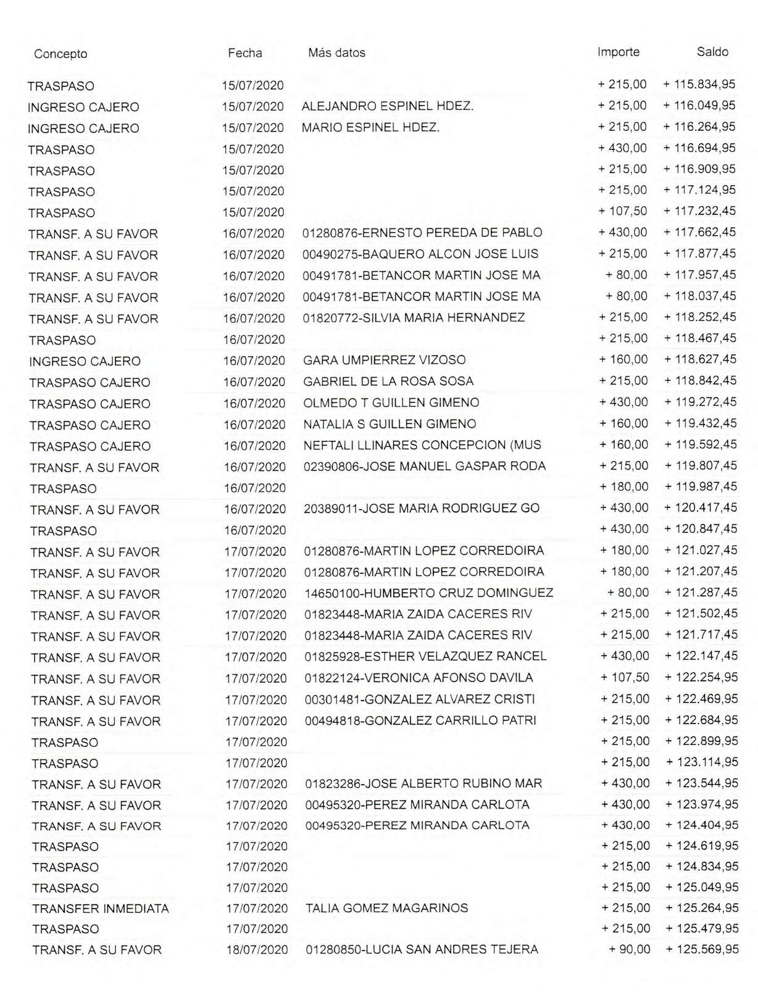 Concepto Fecha Más datos Importe Saldo
TRASPASO 15/07/2020 + 215,00 + 115.834,95
INGRESO CAJERO 15/07/2020 ALEJANDRO ESPINEL HDEZ. + 215,00 + 116.049,95
INGRESO CAJERO 15/07/2020 MARIO ESPINEL HDEZ. + 215,00 + 116.264,95
TRASPASO 15/07/2020 + 430,00 + 116.694,95
TRASPASO 15/07/2020 + 215,00 + 116.909,95
TRASPASO 15/07/2020 + 215,00 + 117.124,95
TRASPASO 15/07/2020 + 107,50 + 117.232,45
TRANSF. A SU FAVOR 16/07/2020 01280876-ERNESTO PEREDA DE PABLO + 430,00 + 117.662,45
TRANSF. A SU FAVOR 16/07/2020 00490275-BAQUERO ALCON JOSE LUIS + 215,00 + 117.877,45
TRANSF. A SU FAVOR 16/07/2020 00491781-BETANCOR MARTIN JOSE MA + 80,00 + 117.957,45
TRANSF. A SU FAVOR 16/07/2020 00491781-BETANCOR MARTIN JOSE MA + 80,00 + 118.037,45
TRANSF. A SU FAVOR 16/07/2020 01820772-SILVIA MARIA HERNANDEZ + 215,00 + 118.252,45
TRASPASO 16/07/2020 + 215,00 + 118.467,45
INGRESO CAJERO 16/07/2020 GARA UMPIERREZ VIZOSO + 160,00 + 118.627,45
TRASPASO CAJERO 16/07/2020 GABRIEL DE LA ROSA SOSA + 215,00 + 118.842,45
TRASPASO CAJERO 16/07/2020 OLMEDO T GUILLEN GIMENO + 430,00 + 119.272,45
TRASPASO CAJERO 16/07/2020 NATALIA S GUILLEN GIMENO + 160,00 + 119.432,45
TRASPASO CAJERO 16/07/2020 NEFTALI LLINARES CONCEPCION (MUS + 160,00 + 119.592,45
TRANSF. A SU FAVOR 16/07/2020 02390806-JOSE MANUEL GASPAR RODA + 215,00 + 119.807,45
TRASPASO 16/07/2020 + 180,00 + 119.987,45
TRANSF. A SU FAVOR 16/07/2020 20389011-JOSE MARIA RODRIGUEZ GO + 430,00 + 120.417,45
TRASPASO 16/07/2020 + 430,00 + 120.847,45
TRANSF. A SU FAVOR 17/07/2020 01280876-MARTIN LOPEZ CORREDOIRA + 180,00 + 121.027,45
TRANSF. A SU FAVOR 17/07/2020 01280876-MARTIN LOPEZ CORREDOIRA + 180,00 + 121.207,45
TRANSF. A SU FAVOR 17/07/2020 14650100-HUMBERTO CRUZ DOMINGUEZ + 80,00 + 121.287,45
TRANSF. A SU FAVOR 17/07/2020 01823448-MARIA ZAIDA CACERES RIV + 215,00 + 121.502,45
TRANSF. A SU FAVOR 17/07/2020 01823448-MARIA ZAIDA CACERES RIV + 215,00 + 121.717,45
TRANSF. A SU FAVOR 17/07/2020 01825928-ESTHER VELAZQUEZ RANCEL + 430,00 + 122.147,45
TRANSF. A SU FAVOR 17/07/2020 01822124-VERONICA AFONSO DAVILA + 107,50 + 122.254,95
TRANSF. A SU FAVOR 17/07/2020 00301481-GONZALEZ ALVAREZ CRISTI + 215,00 + 122.469,95
TRANSF. A SU FAVOR 17/07/2020 00494818-GONZALEZ CARRILLO PATRI + 215,00 + 122.684,95
TRASPASO 17/07/2020 + 215,00 + 122.899,95
TRASPASO 17/07/2020 + 215,00 + 123.114,95
TRANSF. A SU FAVOR 17/07/2020 01823286-JOSE ALBERTO RUBINO MAR + 430,00 + 123.544,95
TRANSF. A SU FAVOR 17/07/2020 00495320-PEREZ MIRANDA CARLOTA + 430,00 + 123.974,95
TRANSF. A SU FAVOR 17/07/2020 00495320-PEREZ MIRANDA CARLOTA + 430,00 + 124.404,95
TRASPASO 17/07/2020 + 215,00 + 124.619,95
TRASPASO 17/07/2020 + 215,00 + 124.834,95
TRASPASO 17/07/2020 + 215,00 + 125.049,95
TRANSFER INMEDIATA 17/07/2020 TALIA GOMEZ MAGARINOS + 215,00 + 125.264,95
TRASPASO 17/07/2020 + 215,00 + 125.479,95
TRANSF. A SU FAVOR 18/07/2020 01280850-LUCIA SAN ANDRES TEJERA + 90,00 + 125.569,95